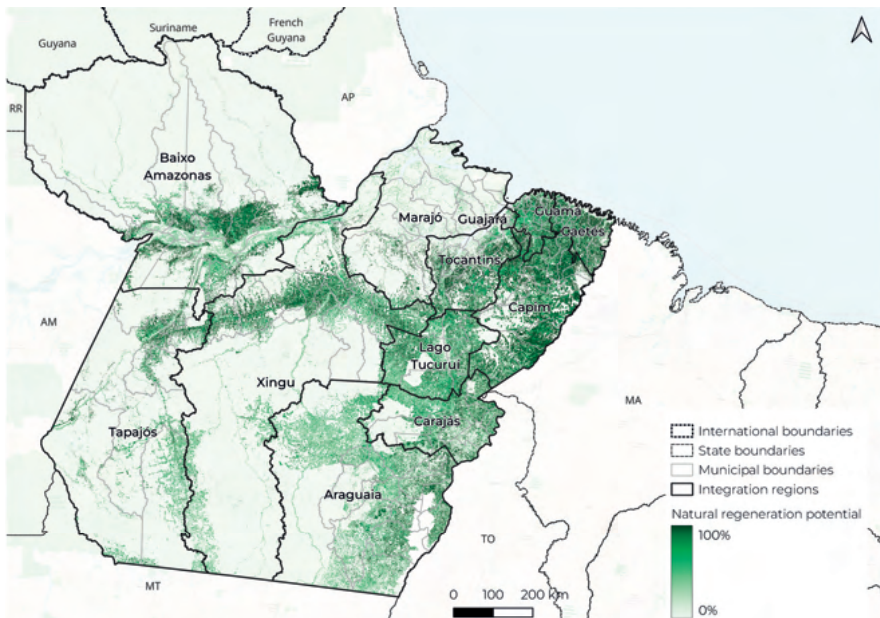 Suriname
French
Guyana
Guyana
RR
AP
Baixo
Amazonas
Marajó
Guajará
Guamá
Caetés
Tocantins
Capim
AM
Lago
Tucuruí
Xingu
MA
Carajás
Tapajós
Araguaia
TO
MT
International boundaries
State boundaries
Municipal boundaries
Integration regions
Natural regeneration potential
100%
0%
0 100 200 km